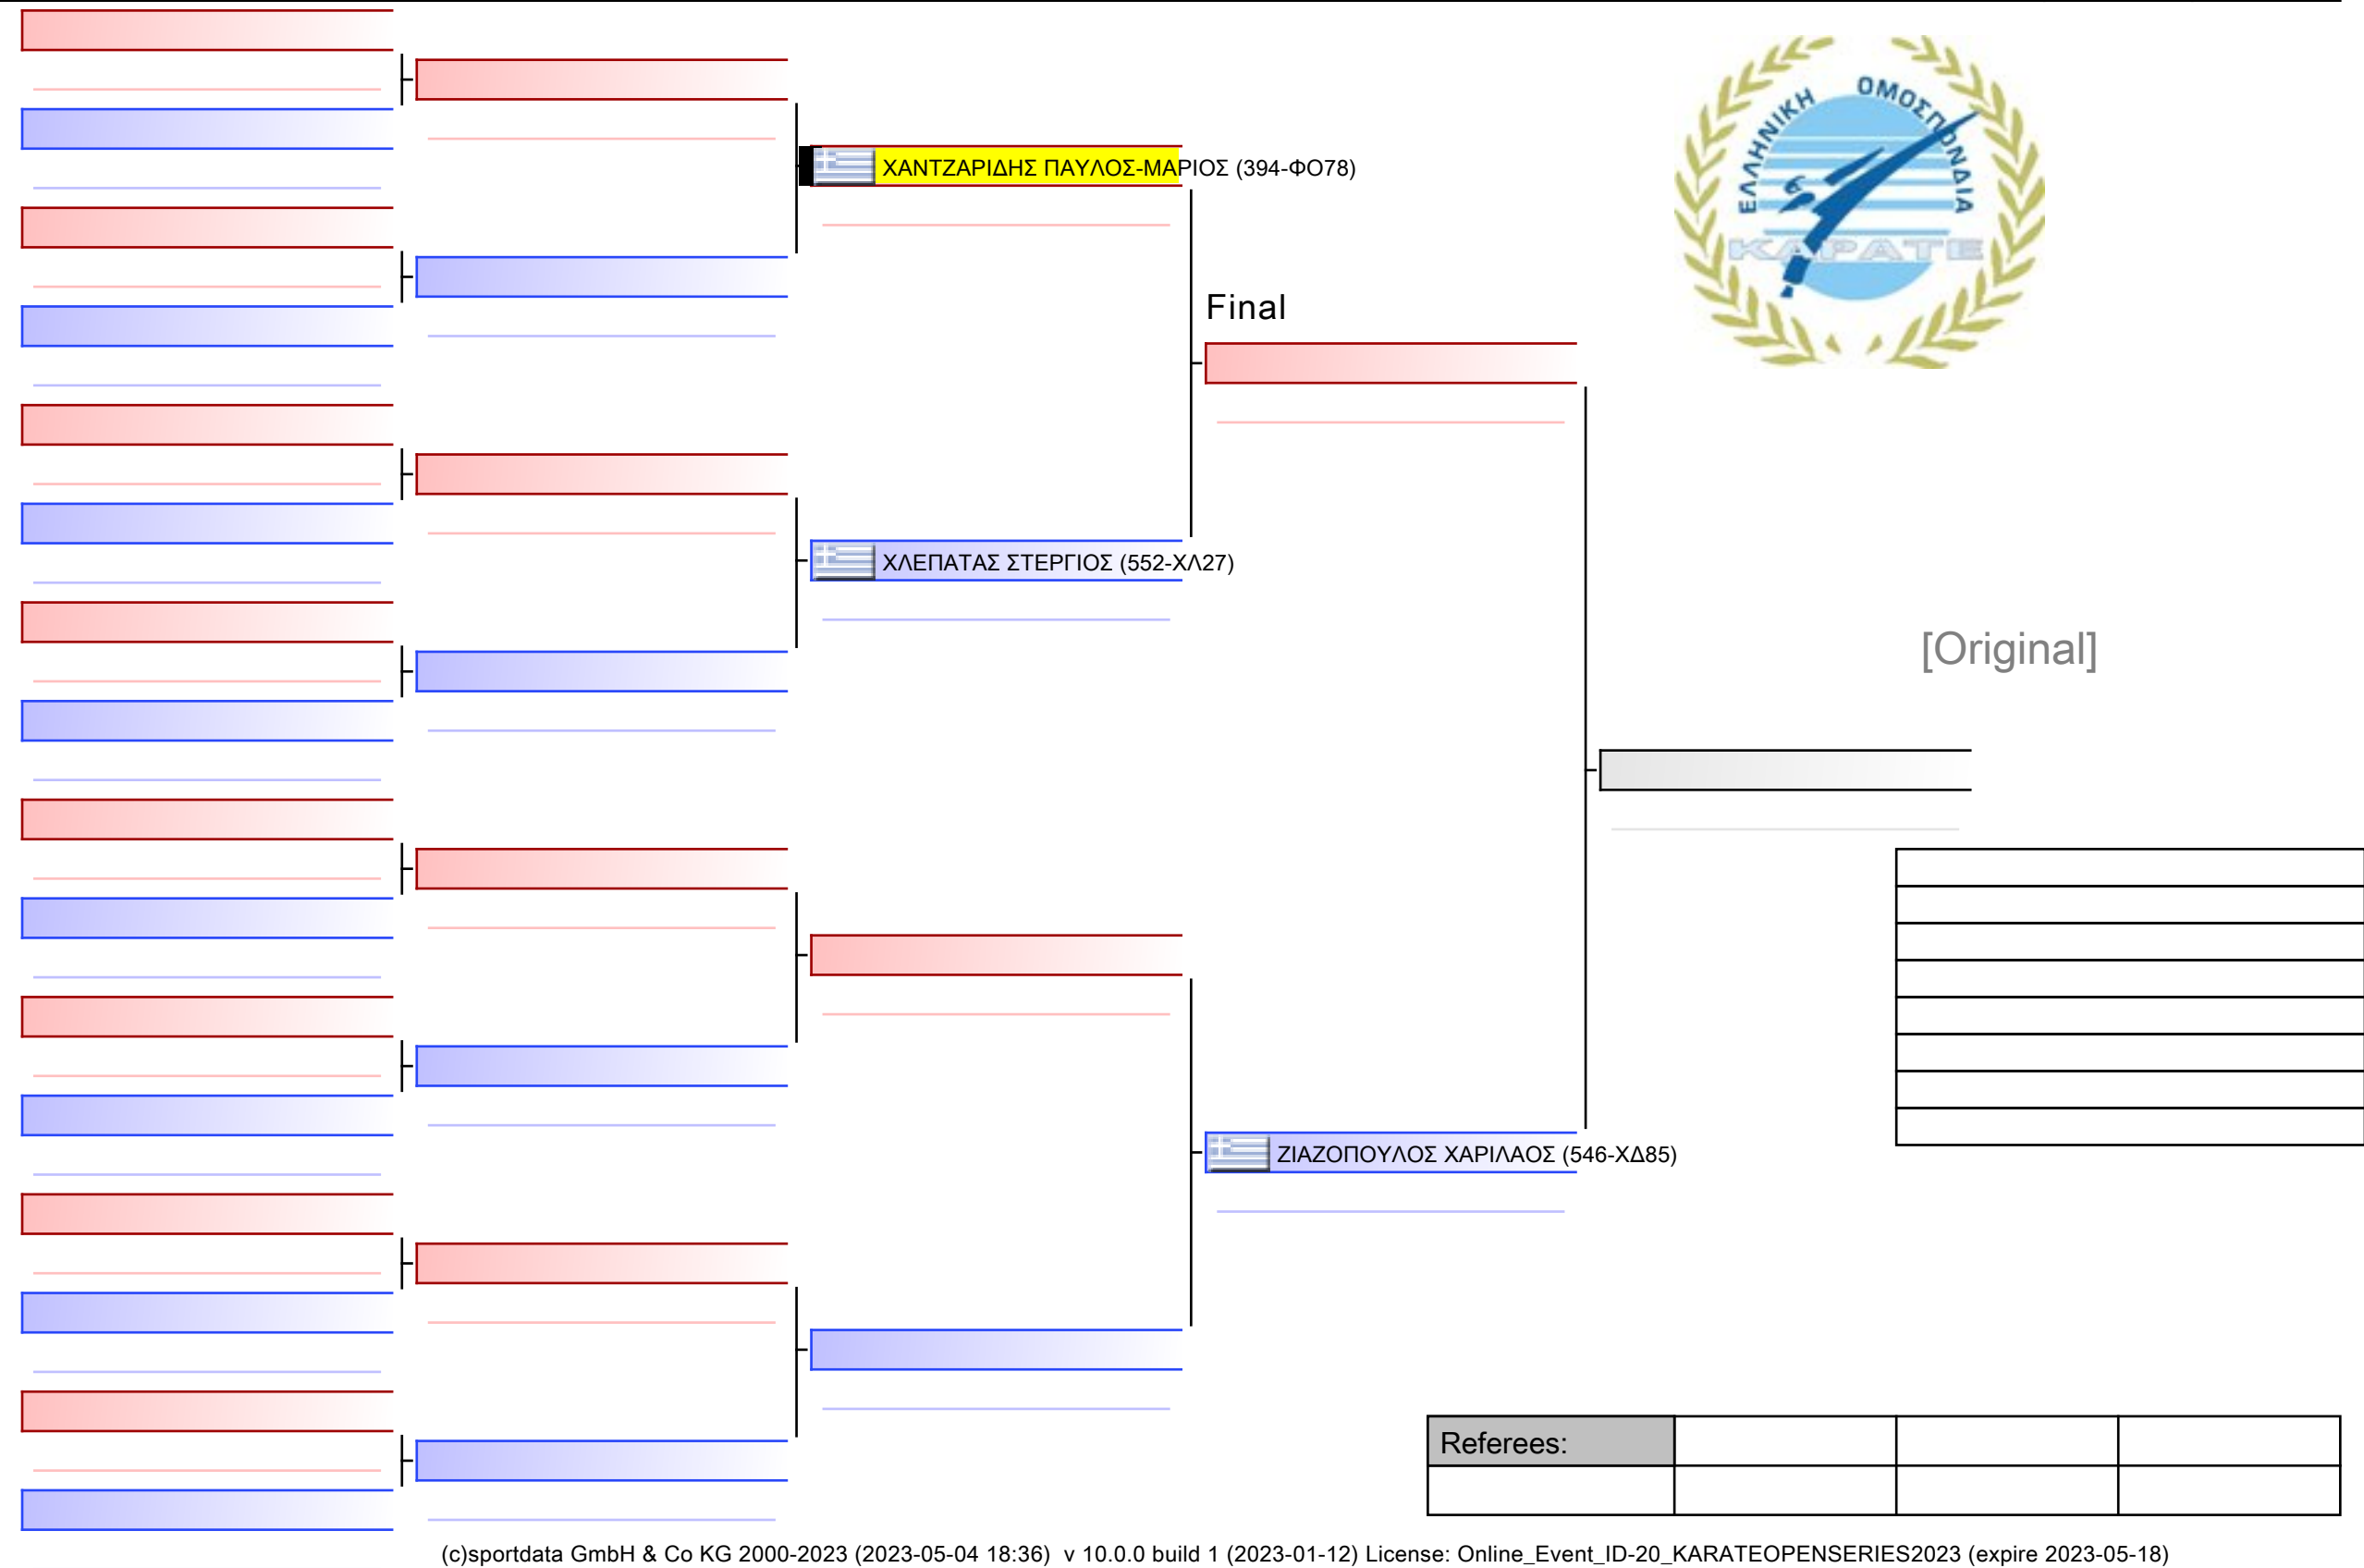 ΕΛΛΗΝΙΚΗ ΟΜΟΣΠΟΝΔΙΑ
ΚΑΡΑΤΕ
ΧΑΝΤΖΑΡΙΔΗΣ ΠΑΥΛΟΣ-ΜΑΡΙΟΣ (394-ΦΟ78)
Final
ΧΛΕΠΑΤΑΣ ΣΤΕΡΓΙΟΣ (552-ΧΛ27)
[Original]
ΖΙΑΖΟΠΟΥΛΟΣ ΧΑΡΙΛΑΟΣ (546-ΧΔ85)
Referees:
(c)sportdata GmbH & Co KG 2000-2023 (2023-05-04 18:36)  v 10.0.0 build 1 (2023-01-12) License: Online_Event_ID-20_KARATEOPENSERIES2023 (expire 2023-05-18)